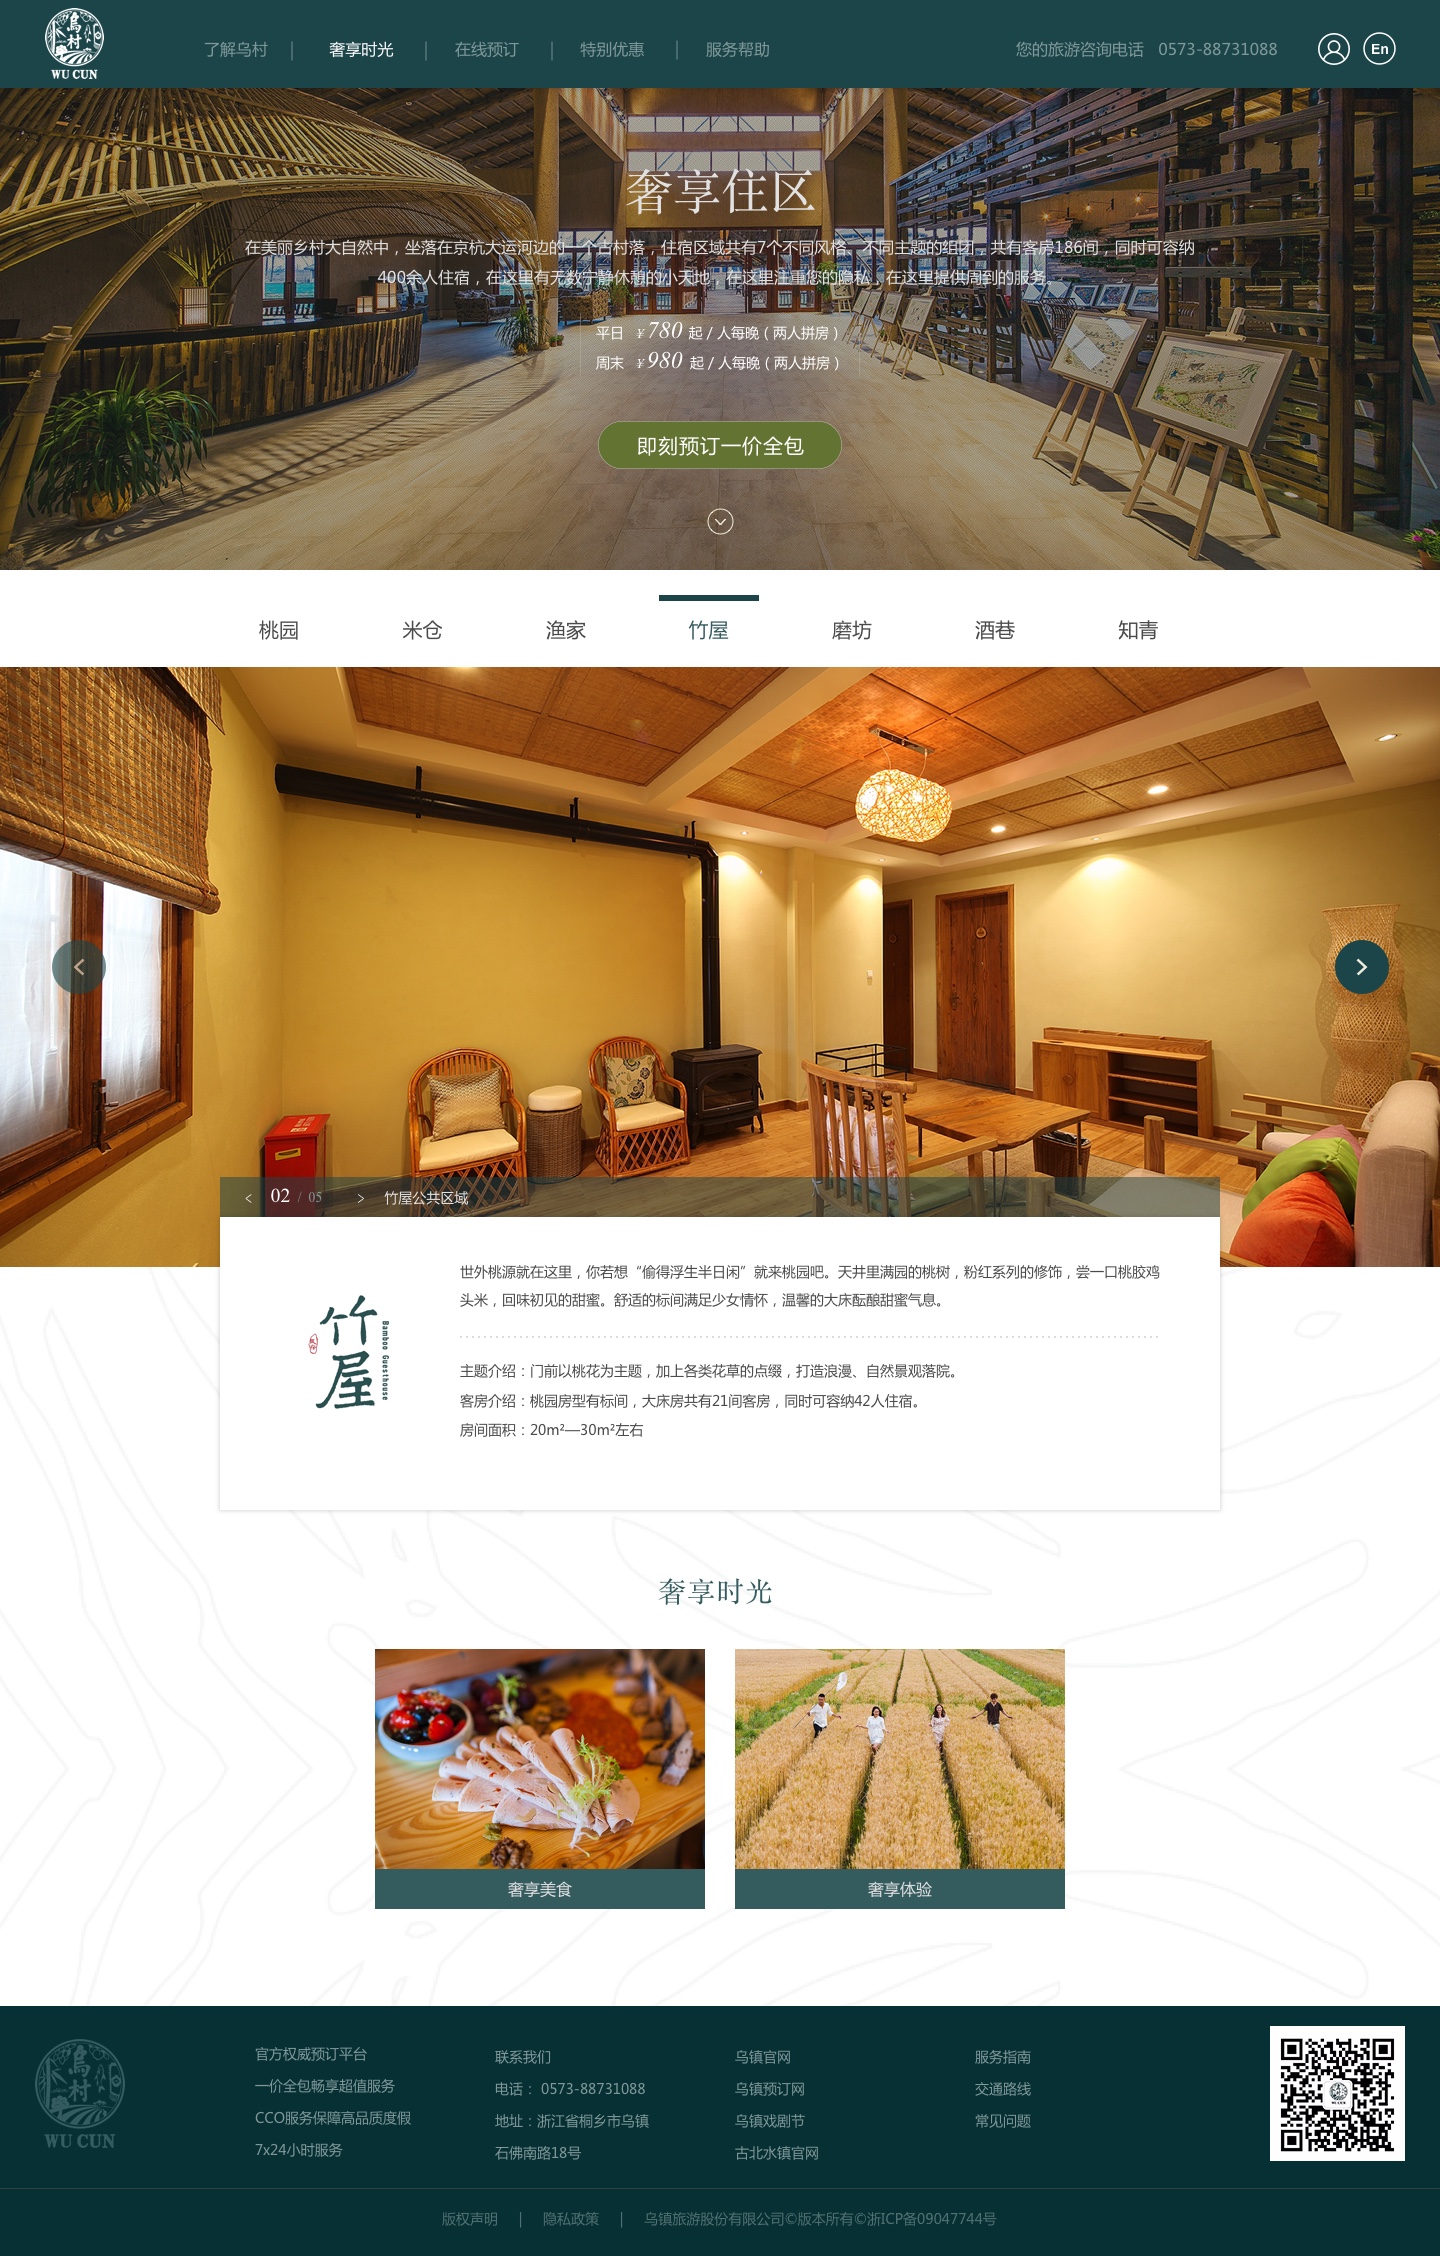 WU CUN
了解乌村 | 奢享时光 | 在线预订 | 特别优惠 | 服务帮助
您的旅游咨询电话 0573-88731088
En
奢享住区
在美丽乡村大自然中，坐落在京杭大运河边的一个古村落，住宿区域共有7个不同风格、不同主题的组团，共有客房186间，同时可容纳
400余人住宿，在这里有无数宁静休憩的小天地，在这里注重您的隐私，在这里提供周到的服务。
平日 ¥780 起 / 人每晚（两人拼房）
周末 ¥980 起 / 人每晚（两人拼房）
即刻预订一价全包
桃园 米仓 渔家 竹屋 磨坊 酒巷 知青
< 02 / 05 > 竹屋公共区域
竹屋
Bamboo Guesthouse
世外桃源就在这里，你若想“偷得浮生半日闲”就来桃园吧。天井里满园的桃树，粉红系列的修饰，尝一口桃胶鸡
头米，回味初见的甜蜜。舒适的标间满足少女情怀，温馨的大床酝酿甜蜜气息。
主题介绍：门前以桃花为主题，加上各类花草的点缀，打造浪漫、自然景观落院。
客房介绍：桃园房型有标间，大床房共有21间客房，同时可容纳42人住宿。
房间面积：20m²—30m²左右
奢享时光
奢享美食
奢享体验
乌村
WU CUN
官方权威预订平台
一价全包畅享超值服务
CCO服务保障高品质度假
7x24小时服务
联系我们
电话： 0573-88731088
地址：浙江省桐乡市乌镇
石佛南路18号
乌镇官网
乌镇预订网
乌镇戏剧节
古北水镇官网
服务指南
交通路线
常见问题
版权声明 | 隐私政策 | 乌镇旅游股份有限公司©版本所有©浙ICP备09047744号